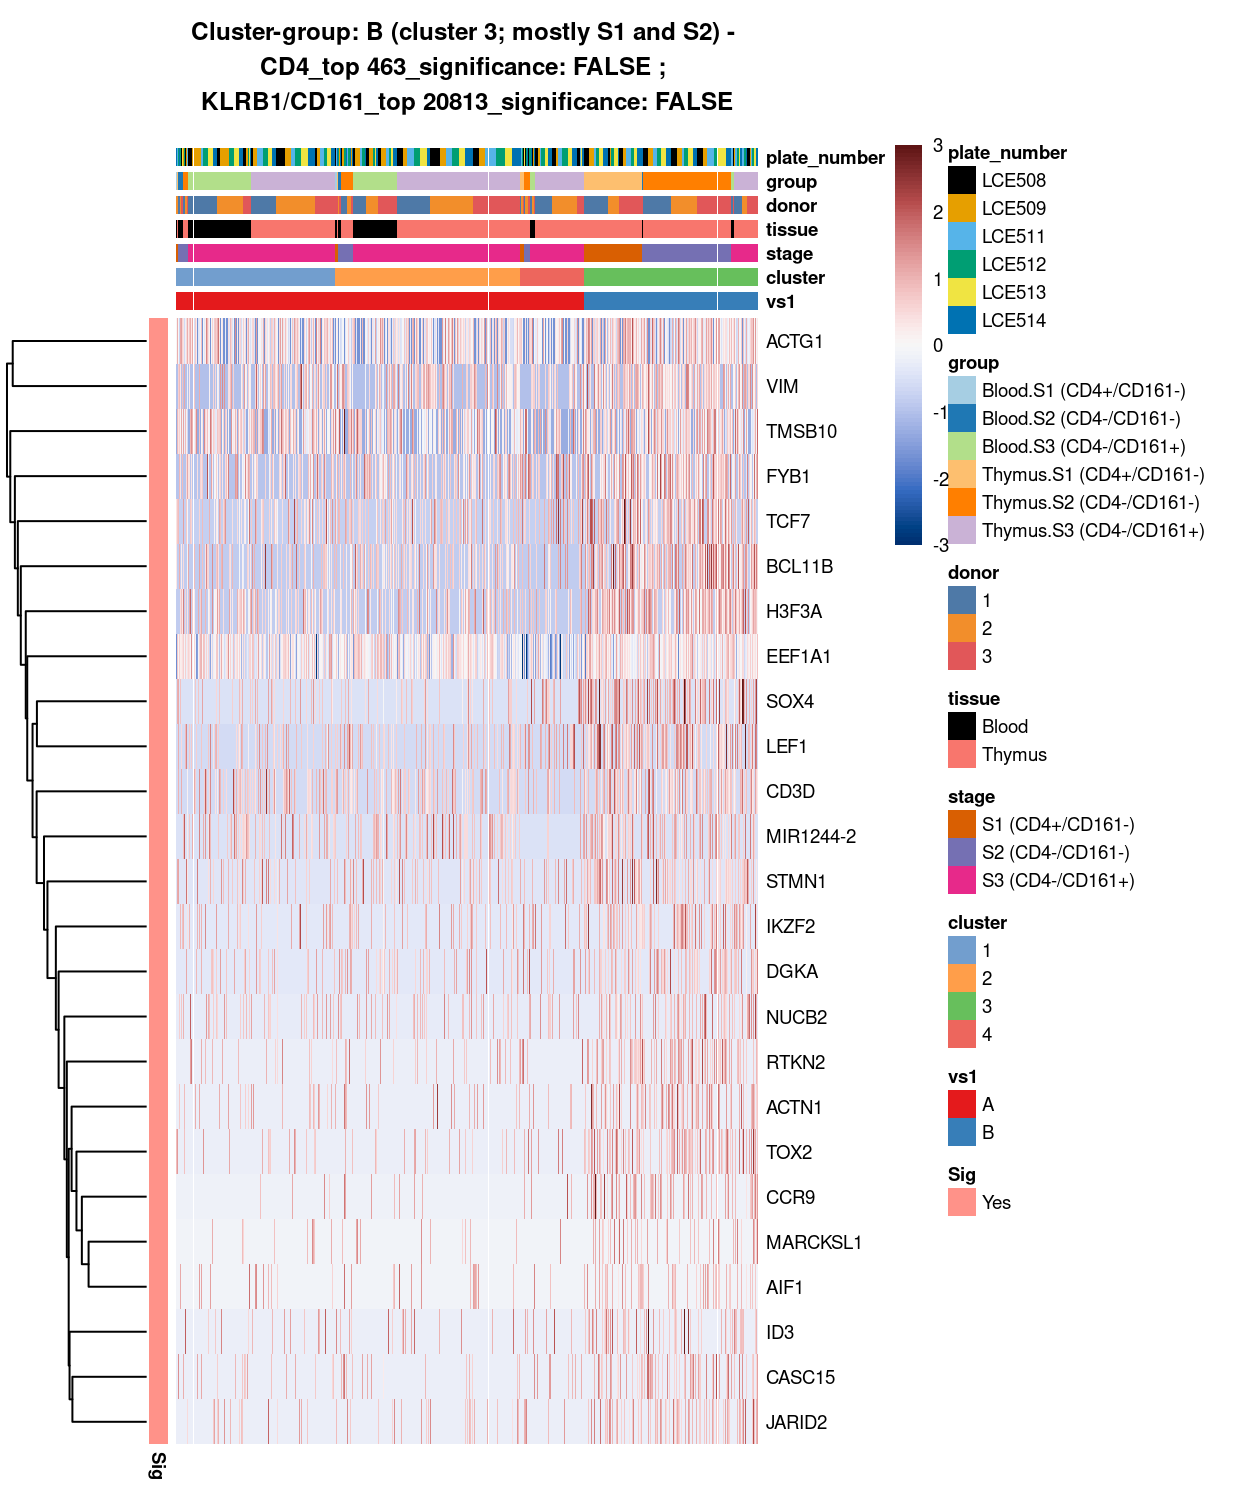 Cluster-group: B (cluster 3; mostly S1 and S2) -
CD4_top 463_significance: FALSE ;
KLRB1/CD161_top 20813_significance: FALSE
plate_number
group
donor
tissue
stage
cluster
vs1
ACTG1
VIM
TMSB10
FYB1
TCF7
BCL11B
H3F3A
EEF1A1
SOX4
LEF1
CD3D
MIR1244-2
STMN1
IKZF2
DGKA
NUCB2
RTKN2
ACTN1
TOX2
CCR9
MARCKSL1
AIF1
ID3
CASC15
JARID2
Sig
3
2
1
0
-1
-2
-3
plate_number
LCE508
LCE509
LCE511
LCE512
LCE513
LCE514
group
Blood.S1 (CD4+/CD161-)
Blood.S2 (CD4-/CD161-)
Blood.S3 (CD4-/CD161+)
Thymus.S1 (CD4+/CD161-)
Thymus.S2 (CD4-/CD161-)
Thymus.S3 (CD4-/CD161+)
donor
1
2
3
tissue
Blood
Thymus
stage
S1 (CD4+/CD161-)
S2 (CD4-/CD161-)
S3 (CD4-/CD161+)
cluster
1
2
3
4
vs1
A
B
Sig
Yes